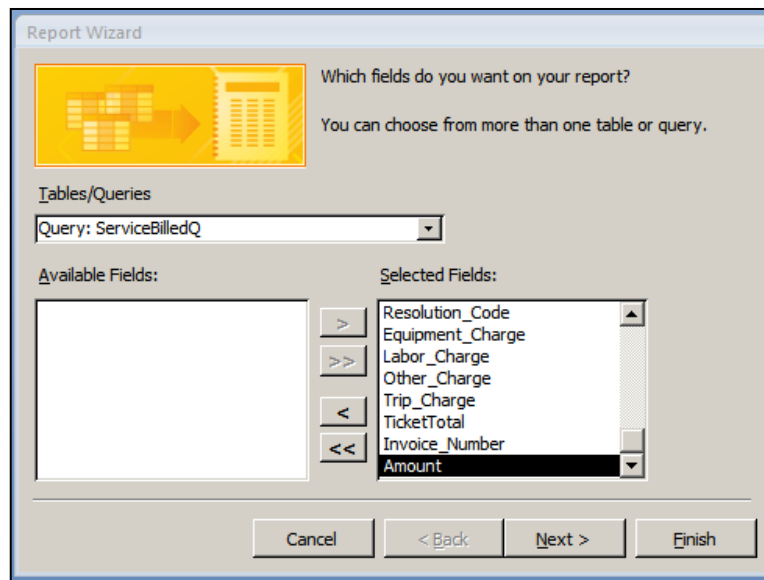 Report Wizard
Which fields do you want on your report?
You can choose from more than one table or query.
Tables/Queries
Query: ServiceBilledQ
Available Fields:
Selected Fields:
Resolution_Code
Equipment_Charge
Labor_Charge
Other_Charge
Trip_Charge
TicketTotal
Invoice_Number
Amount
>
>>
<
<<
Cancel
< Back
Next >
Finish